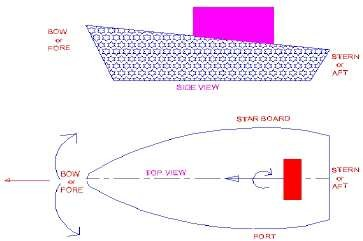 BOW
or
FORE
STERN
or
AFT
SIDE VIEW
STAR BOARD
BOW
or
FORE
TOP VIEW
STERN
or
AFT
PORT